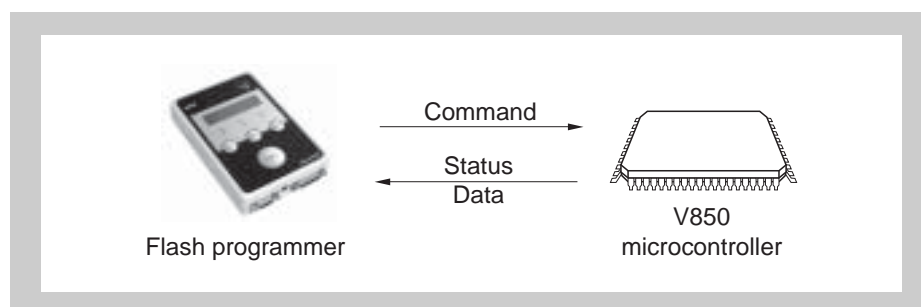 Command
Status
Data
Flash programmer
V850
microcontroller